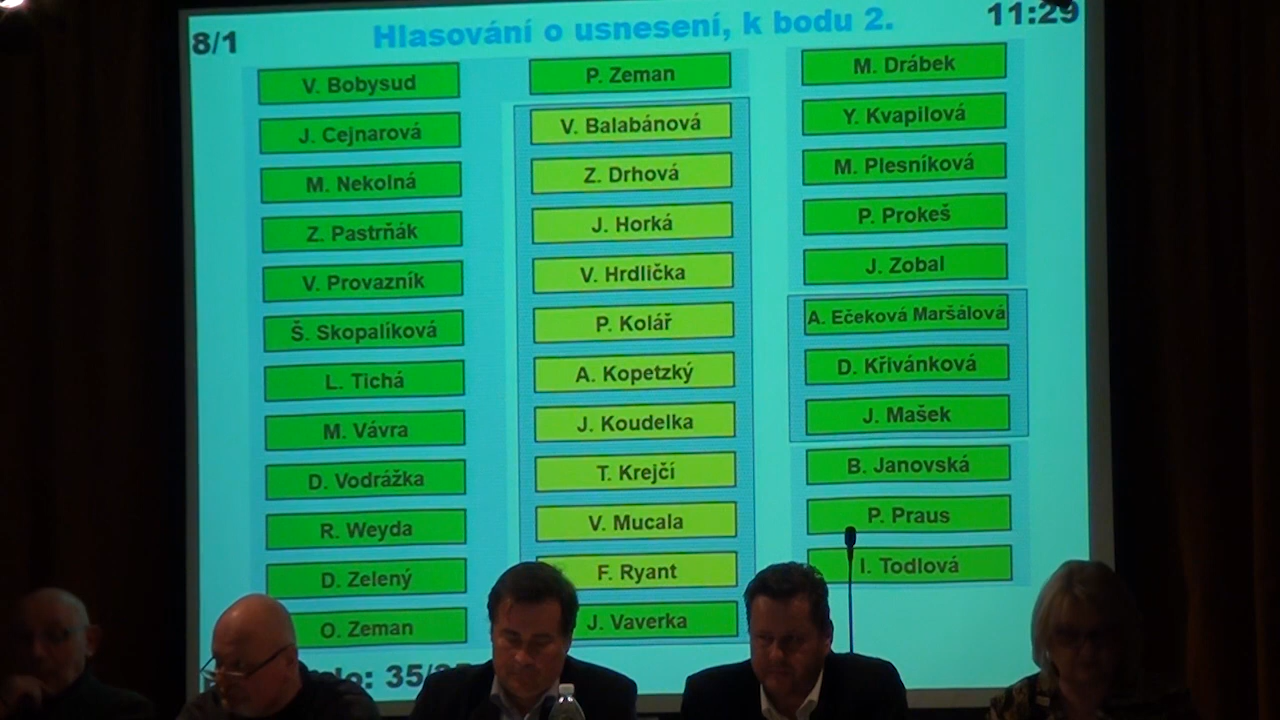 8/1
Hlasování o usnesení, k bodu 2.
11:29
V. Bobysud
J. Cejnarová
M. Nekolná
Z. Pastrňák
V. Provazník
Š. Skopalíková
L. Tichá
M. Vávra
D. Vodrážka
R. Weyda
D. Zelený
O. Zeman
P. Zeman
V. Balabánová
Z. Drhová
J. Horká
V. Hrdlička
P. Kolář
A. Kopetzký
J. Koudelka
T. Krejčí
V. Mucala
F. Ryant
J. Vaverka
M. Drábek
Y. Kvapilová
M. Plesníková
P. Prokeš
J. Zobal
A. Ečeková Maršálová
D. Křivánková
J. Mašek
B. Janovská
P. Praus
I. Todlová